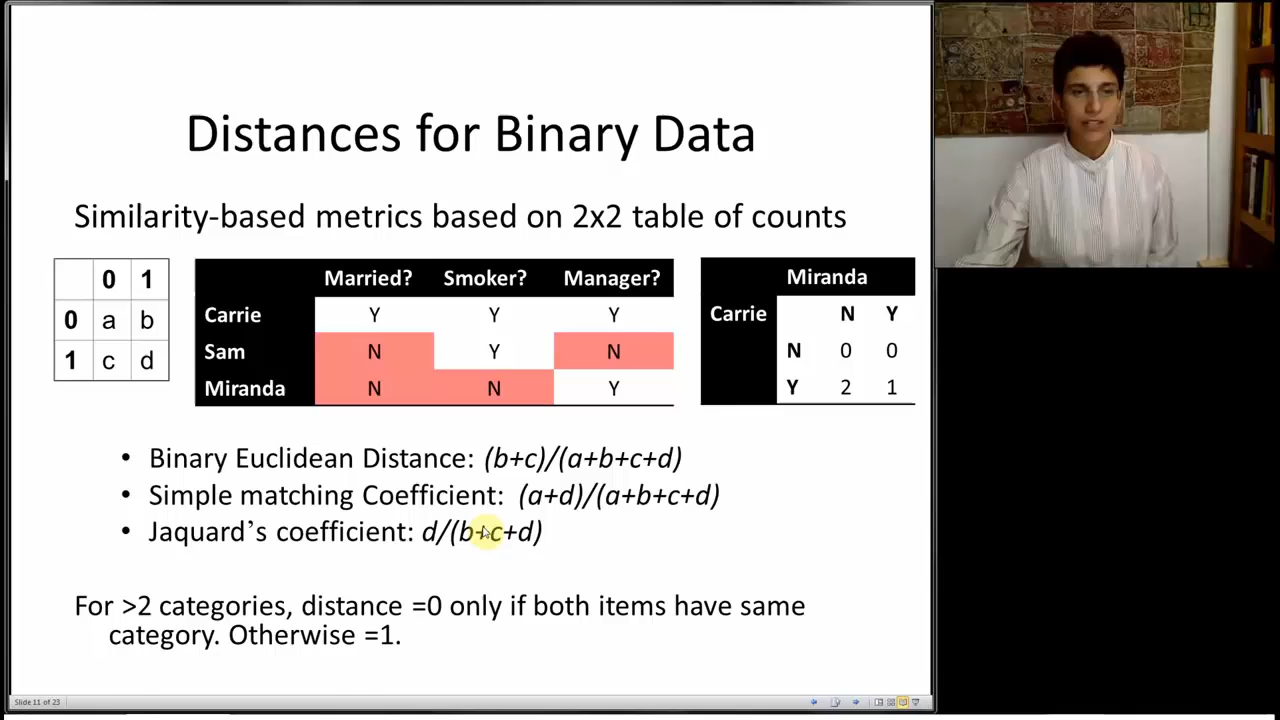 Distances for Binary Data
Similarity-based metrics based on 2x2 table of counts
0 1
0 a b
1 c d
Married? Smoker? Manager?
Carrie Y Y Y
Sam N Y N
Miranda N N Y
Miranda
Carrie N Y
N 0 0
Y 2 1
• Binary Euclidean Distance: (b+c)/(a+b+c+d)
• Simple matching Coefficient: (a+d)/(a+b+c+d)
• Jaquard’s coefficient: d/(b+c+d)
For >2 categories, distance =0 only if both items have same
category. Otherwise =1.
Slide 11 of 23